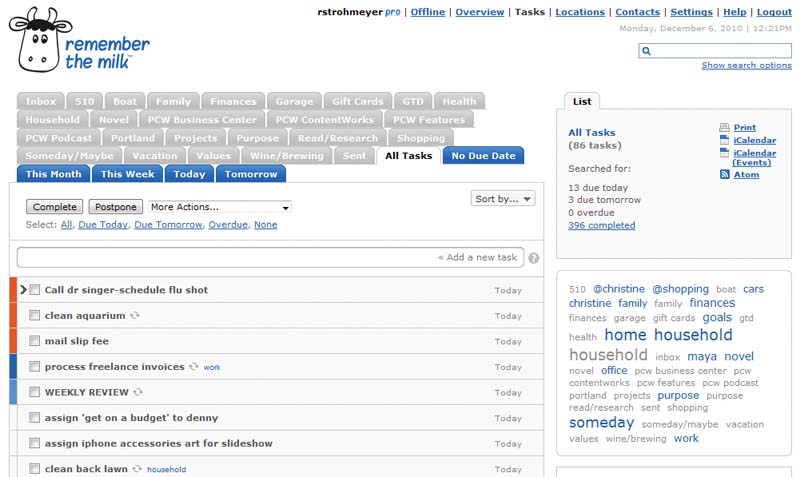 rstrohmeyer pro | Offline | Overview | Tasks | Locations | Contacts | Settings | Help | Logout
Monday, December 6, 2010 | 12:21PM
remember
the milk™
Show search options
Inbox 510 Boat Family Finances Garage Gift Cards GTD Health
Household Novel PCW Business Center PCW ContentWorks PCW Features
PCW Podcast Portland Projects Purpose Read/Research Shopping
Someday/Maybe Vacation Values Wine/Brewing Sent All Tasks No Due Date
This Month This Week Today Tomorrow
Complete Postpone More Actions...
Sort by...
Select: All, Due Today, Due Tomorrow, Overdue, None
« Add a new task ?
Call dr singer-schedule flu shot Today
clean aquarium Today
mail slip fee Today
process freelance invoices work Today
WEEKLY REVIEW Today
assign 'get on a budget' to denny Today
assign iphone accessories art for slideshow Today
clean back lawn household Today
List
All Tasks
(86 tasks)
Searched for:
13 due today
3 due tomorrow
0 overdue
396 completed
Print
iCalendar
iCalendar
(Events)
Atom
510 @christine @shopping boat cars
christine family family finances
finances garage gift cards goals gtd
health home household
household inbox maya novel
novel office pcw business center pcw
contentworks pcw features pcw podcast
portland projects purpose purpose
read/research sent shopping
someday someday/maybe vacation
values wine/brewing work